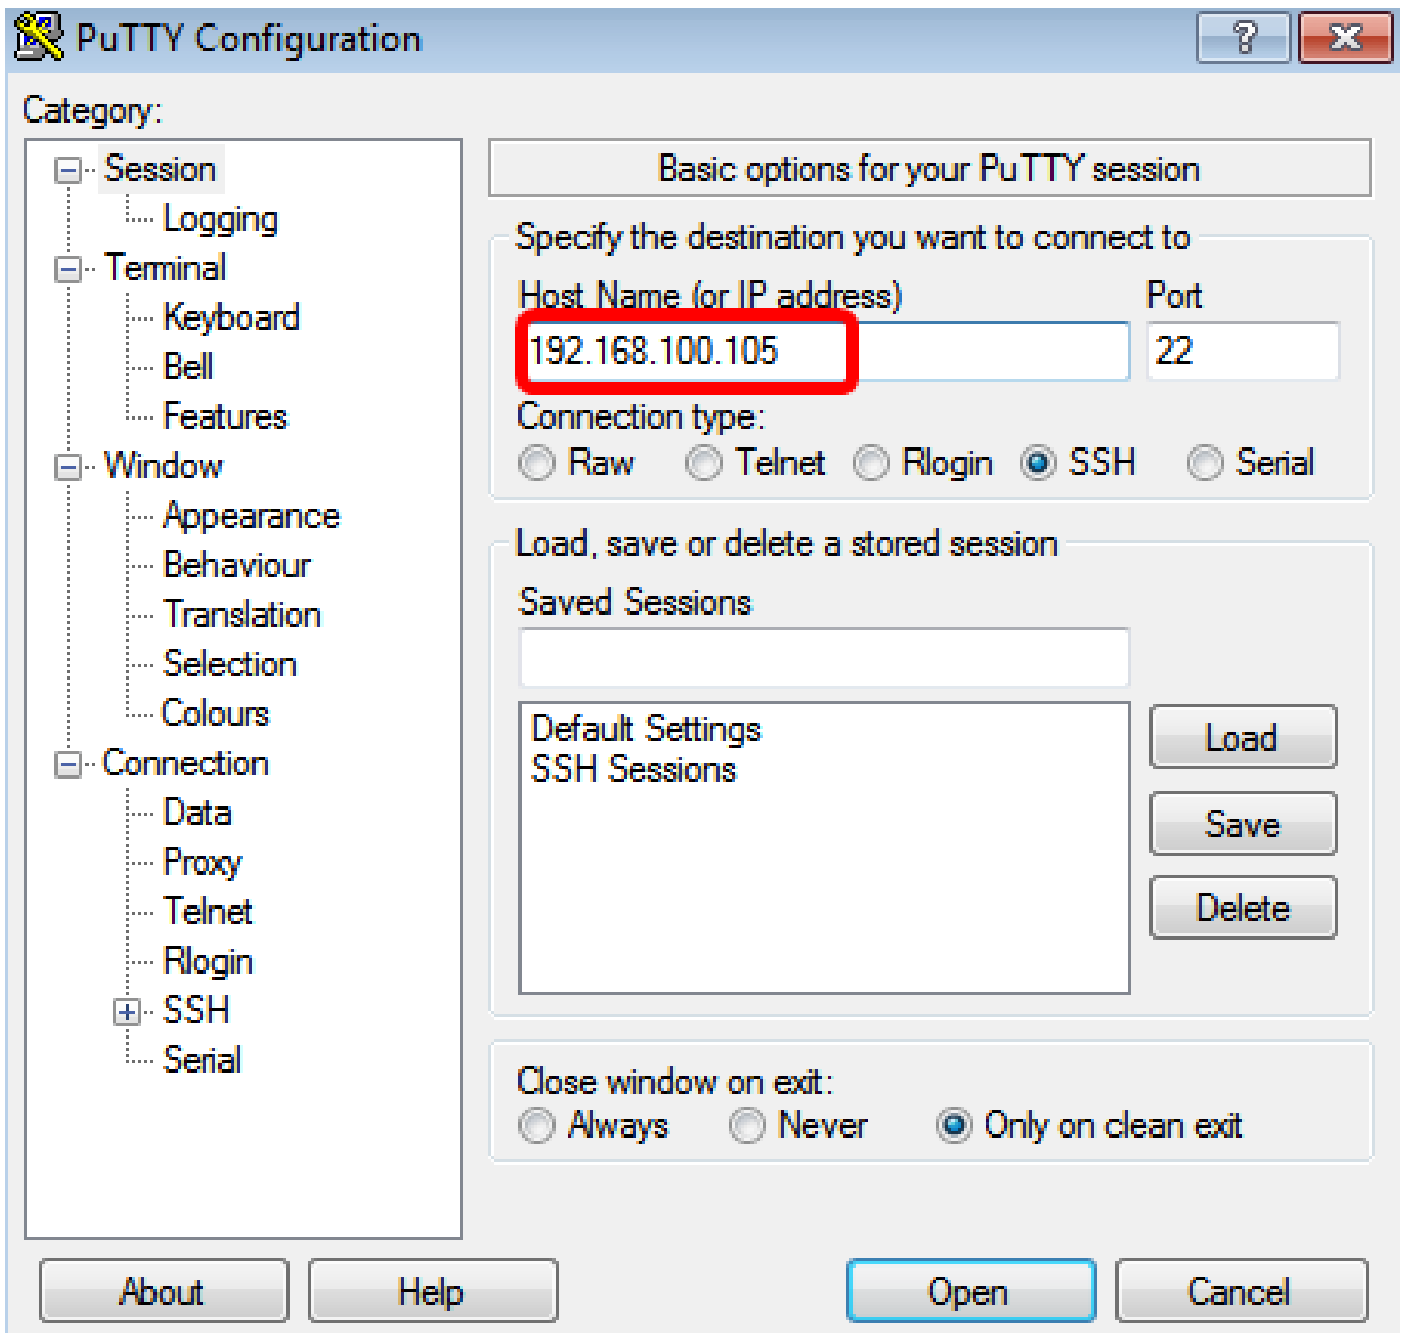 PuTTY Configuration
Category:
Session
Logging
Terminal
Keyboard
Bell
Features
Window
Appearance
Behaviour
Translation
Selection
Colours
Connection
Data
Proxy
Telnet
Rlogin
SSH
Serial
Basic options for your PuTTY session
Specify the destination you want to connect to
Host Name (or IP address) Port
192.168.100.105 22
Connection type:
Raw Telnet Rlogin SSH Serial
Load, save or delete a stored session
Saved Sessions
Default Settings
SSH Sessions
Load
Save
Delete
Close window on exit:
Always Never Only on clean exit
About Help Open Cancel